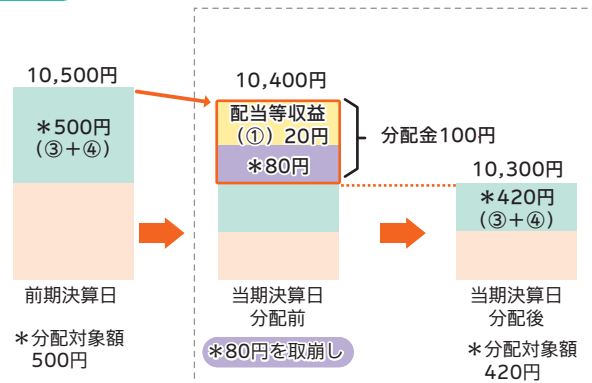 10,500円
＊500円
（③＋④）
前期決算日
＊分配対象額
500円
10,400円
配当等収益
（①）20円
＊80円
分配金100円
当期決算日
分配前
＊80円を取崩し
10,300円
＊420円
（③＋④）
当期決算日
分配後
＊分配対象額
420円